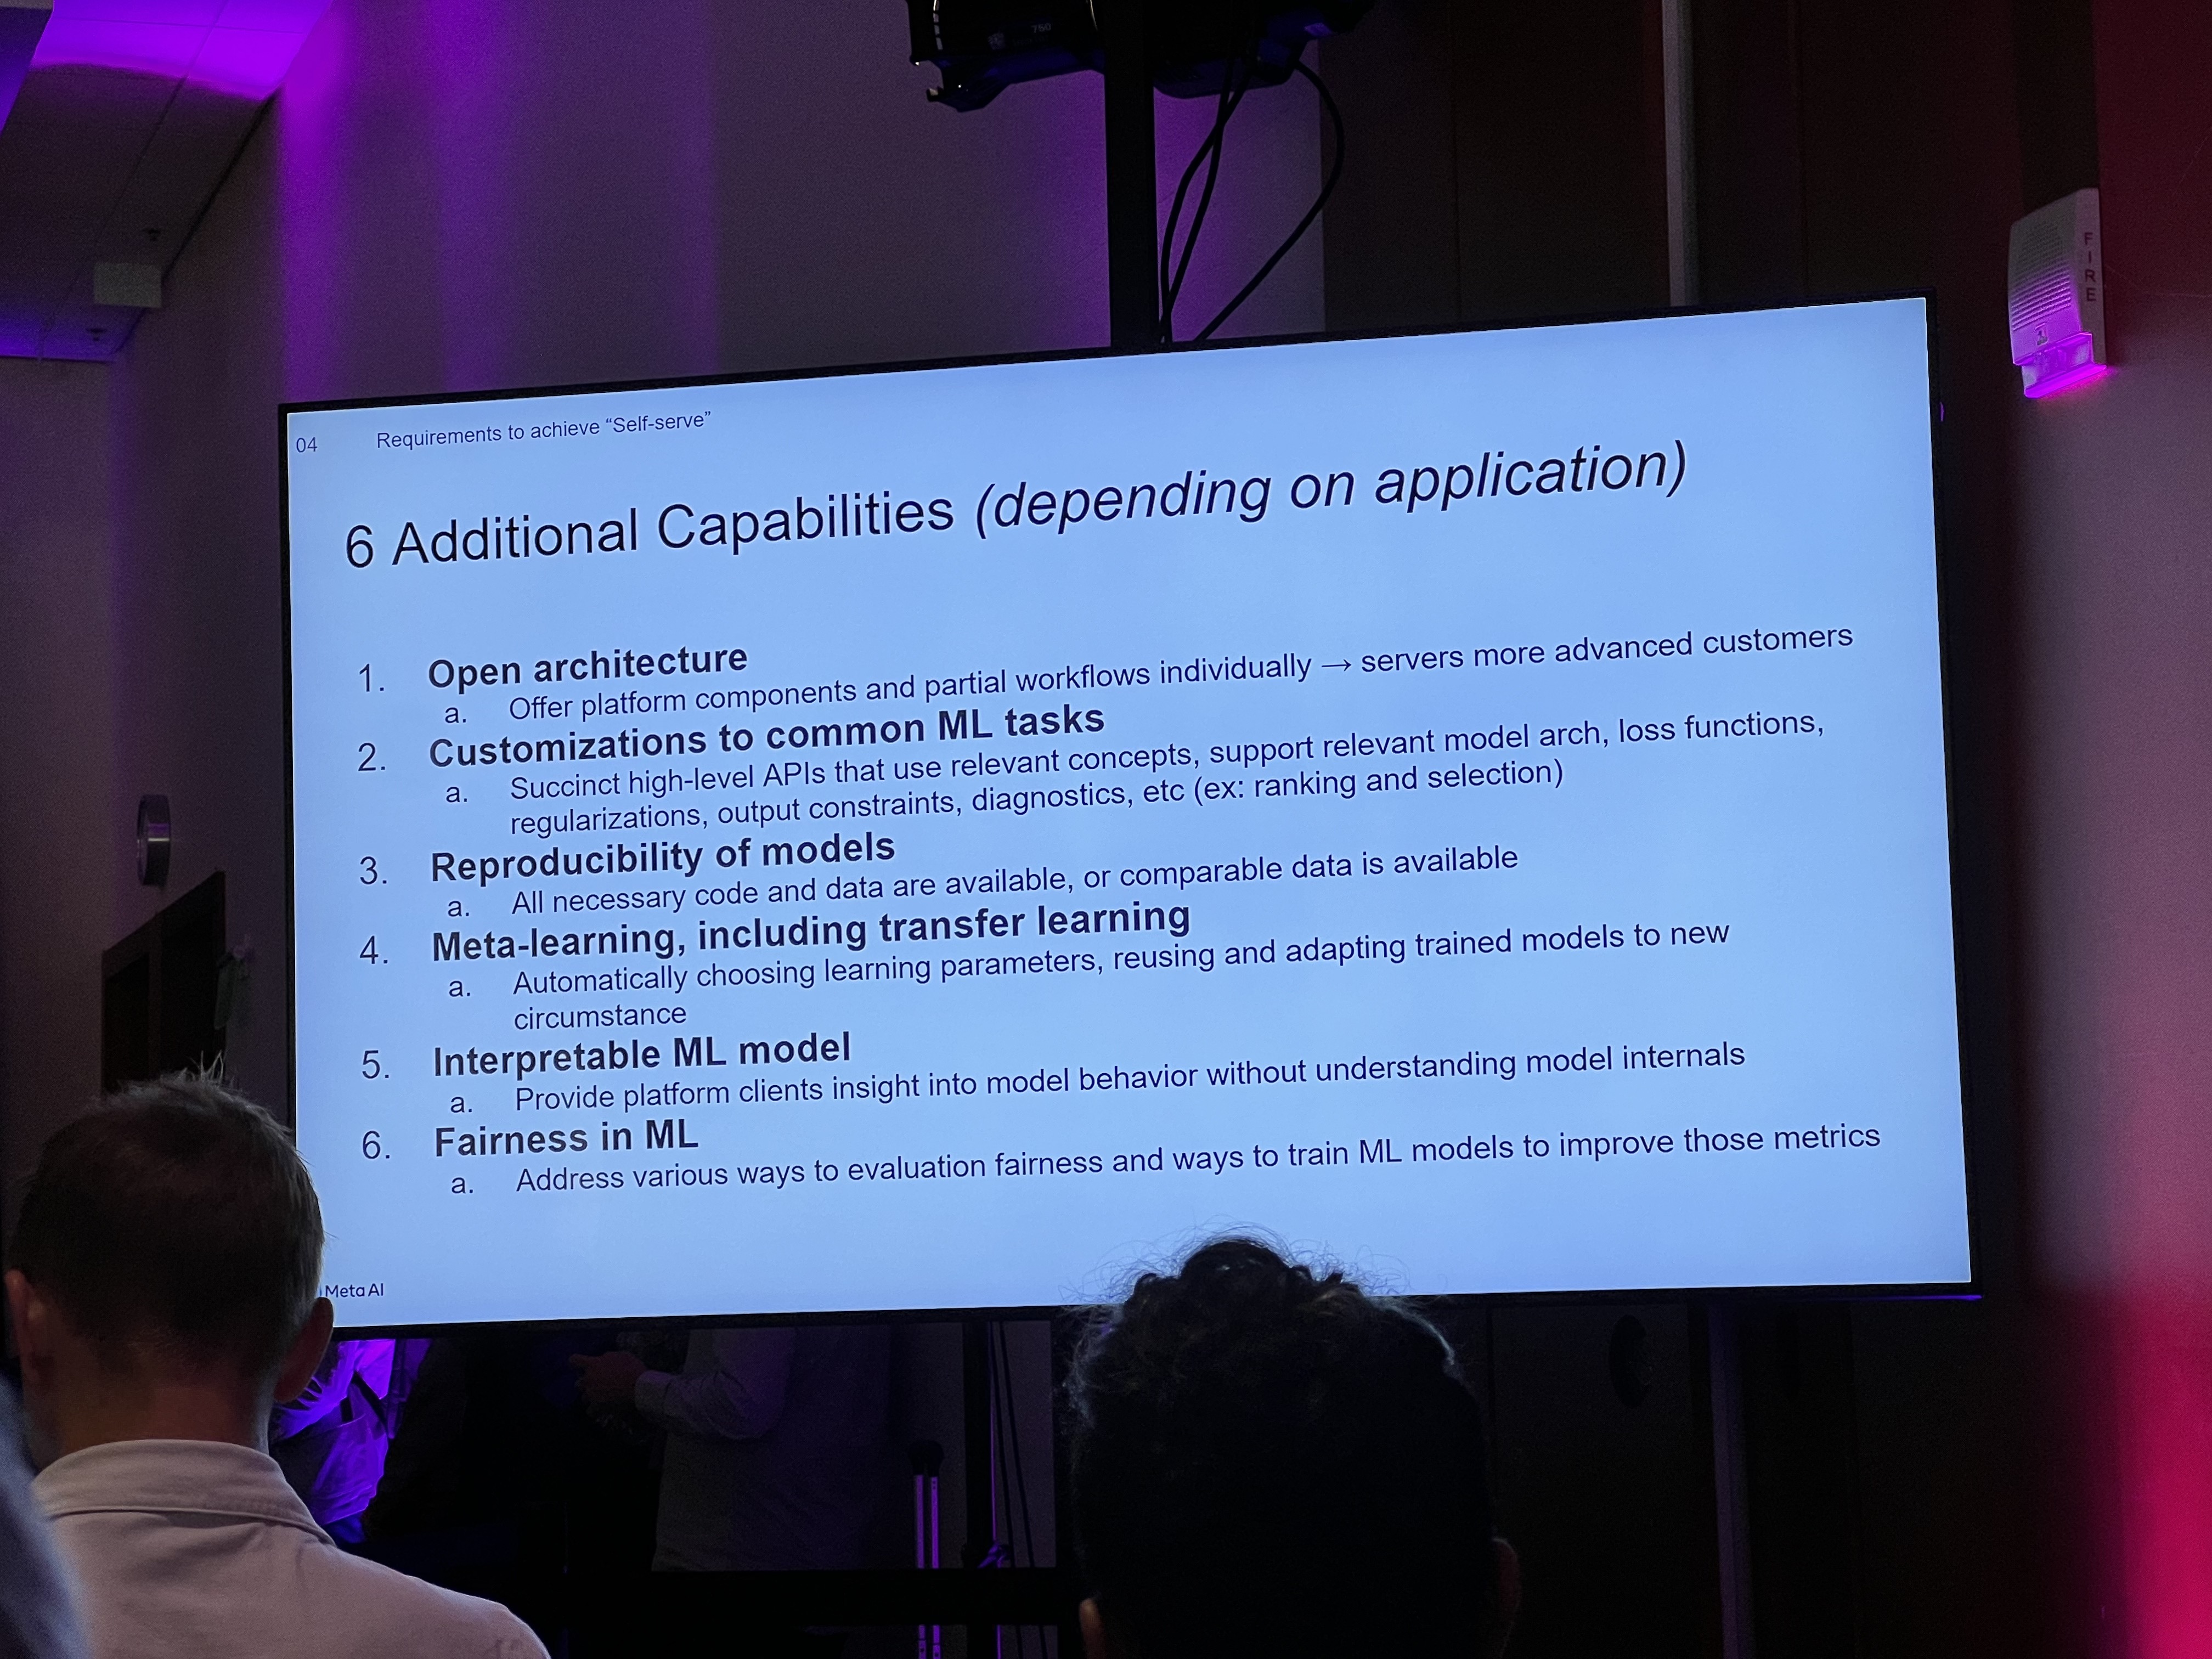 750
FIRE
04 Requirements to achieve “Self-serve”
6 Additional Capabilities (depending on application)
1. Open architecture
a. Offer platform components and partial workflows individually → servers more advanced customers
2. Customizations to common ML tasks
a. Succinct high-level APIs that use relevant concepts, support relevant model arch, loss functions,
regularizations, output constraints, diagnostics, etc (ex: ranking and selection)
3. Reproducibility of models
a. All necessary code and data are available, or comparable data is available
4. Meta-learning, including transfer learning
a. Automatically choosing learning parameters, reusing and adapting trained models to new
circumstance
5. Interpretable ML model
a. Provide platform clients insight into model behavior without understanding model internals
6. Fairness in ML
a. Address various ways to evaluation fairness and ways to train ML models to improve those metrics
Meta AI